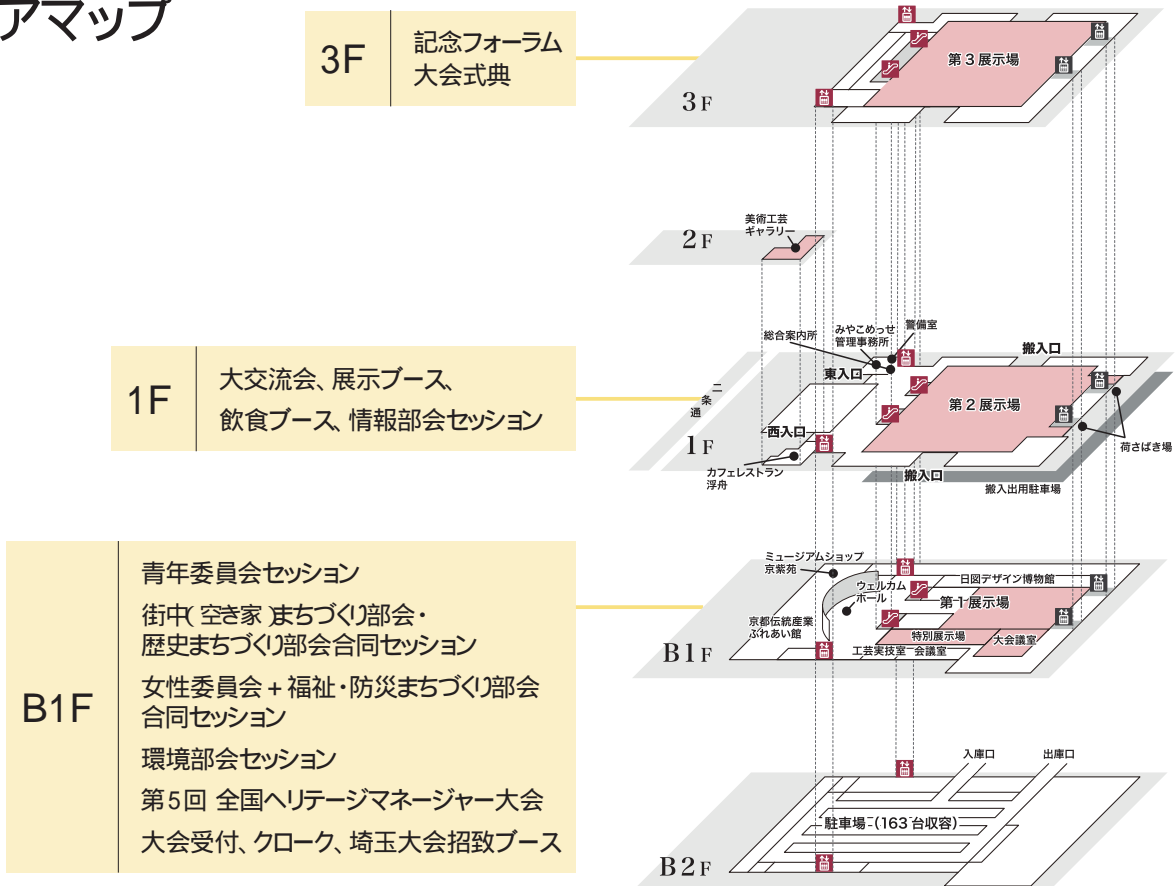 アマップ
3F
記念フォーラム
大会式典
第3展示場
3F
美術工芸
ギャラリー
2F
1F
大交流会、展示ブース、
飲食ブース、情報部会セッション
総合案内所
みやこめっせ
管理事務所
警備室
搬入口
東入口
二条通
第2展示場
西入口
1F
荷さばき場
カフェレストラン
浮舟
搬入口
搬入出用駐車場
B1F
青年委員会セッション
街中(空き家)まちづくり部会・
歴史まちづくり部会合同セッション
女性委員会+福祉・防災まちづくり部会
合同セッション
環境部会セッション
第5回 全国ヘリテージマネージャー大会
大会受付、クローク、埼玉大会招致ブース
ミュージアムショップ
京紫苑
ウェルカム
ホール
日図デザイン博物館
第1展示場
京都伝統産業
ふれあい館
特別展示場
大会議室
工芸実技室
会議室
B1F
入庫口
出庫口
駐車場(163台収容)
B2F